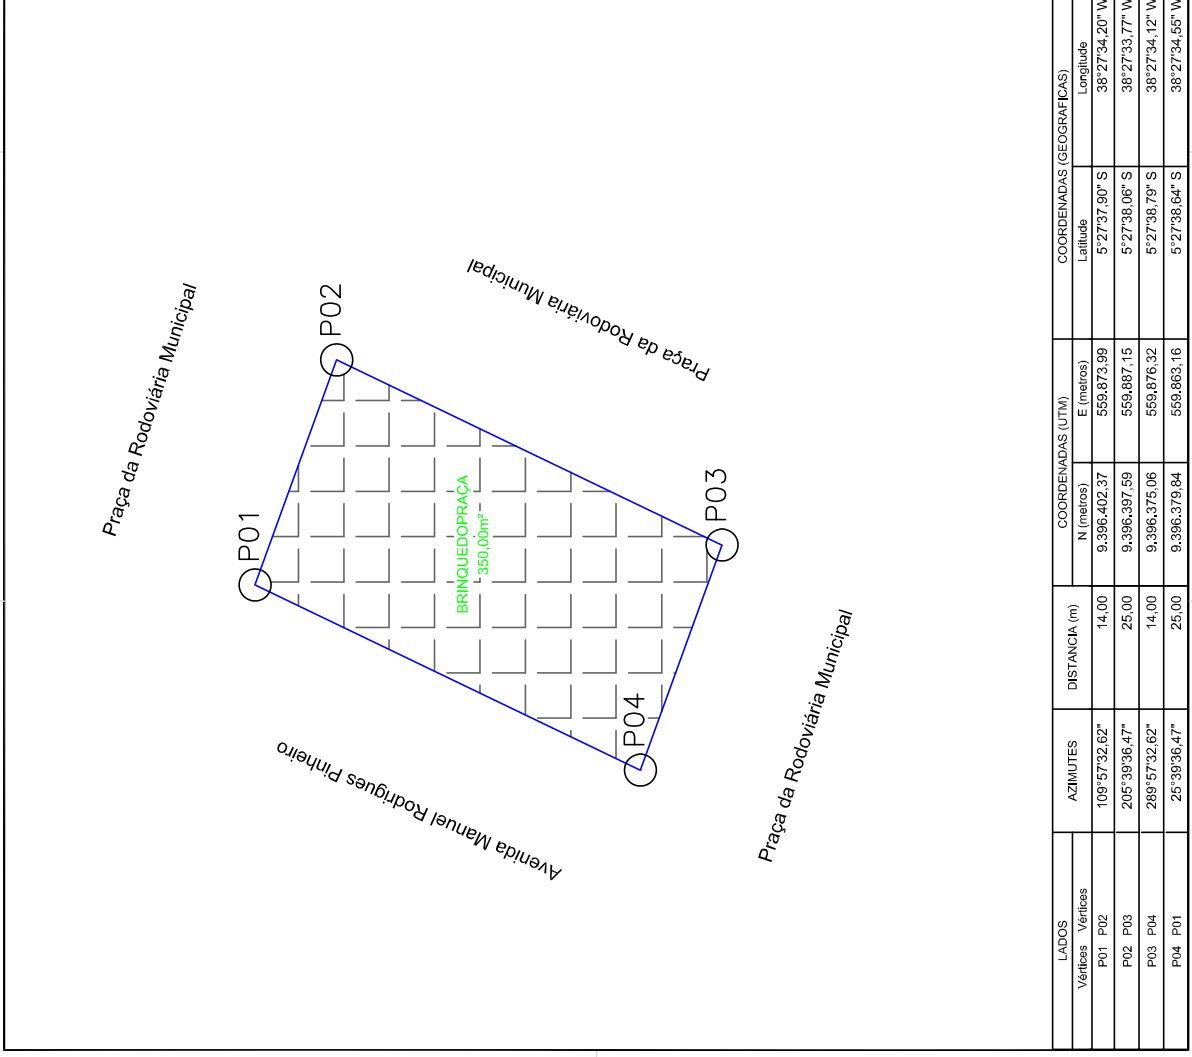 Praça da Rodoviária Municipal
P01
P02
Praça da Rodoviária Municipal
BRINQUEDOPRAÇA
350,00m²
Avenida Manuel Rodrigues Pinheiro
P04
P03
Praça da Rodoviária Municipal
LADOS AZIMUTES DISTANCIA (m) COORDENADAS (UTM) COORDENADAS (GEOGRAFICAS)
Vértices Vértices N (metros) E (metros) Latitude Longitude
P01 P02 109°57'32,62" 14,00 9.396.402,37 559.873,99 5°27'37,90" S 38°27'34,20" W
P02 P03 205°39'36,47" 25,00 9.396.397,59 559.887,15 5°27'38,06" S 38°27'33,77" W
P03 P04 289°57'32,62" 14,00 9.396.375,06 559.876,32 5°27'38,79" S 38°27'34,12" W
P04 P01 25°39'36,47" 25,00 9.396.379,84 559.863,16 5°27'38,64" S 38°27'34,55" W